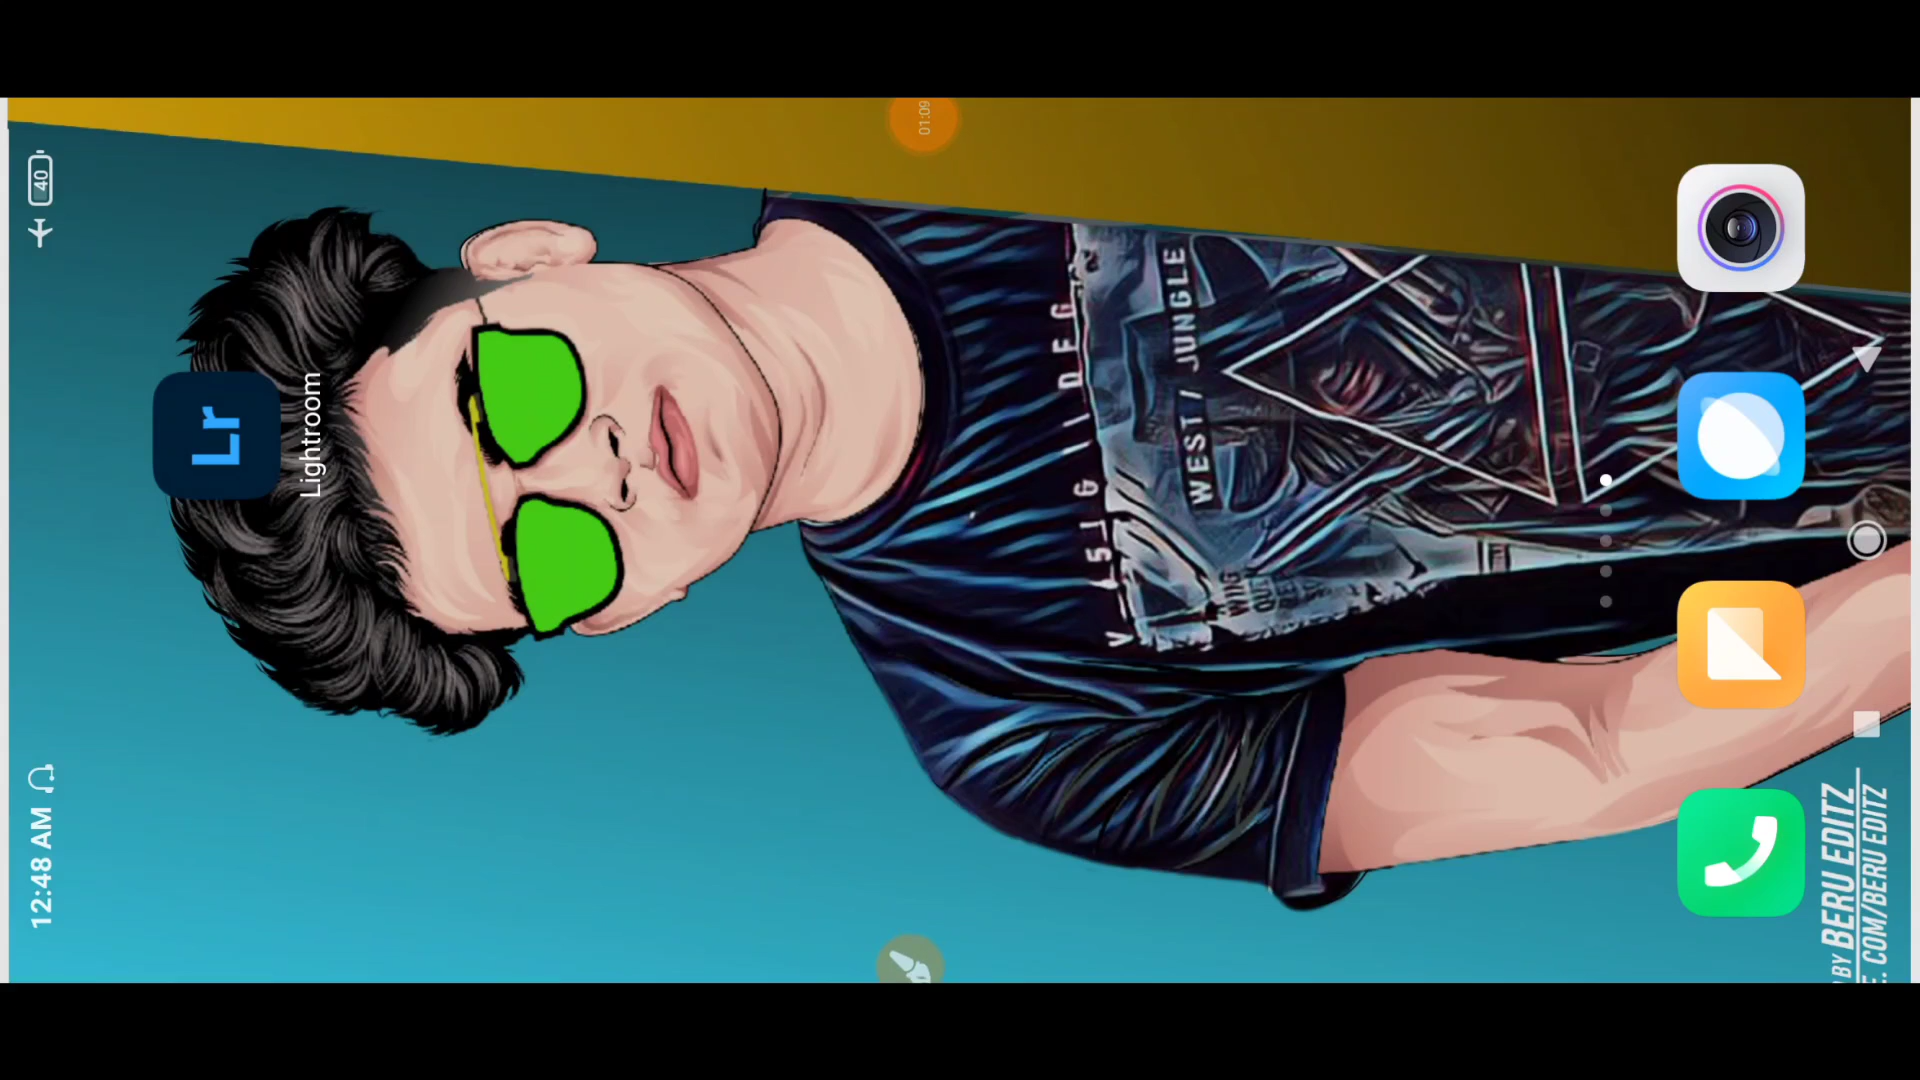 12:48 AM
40
01:09
Lr
Lightroom
WEST / JUNGLE
BY BERU EDITZ
E. COM/BERU EDITZ